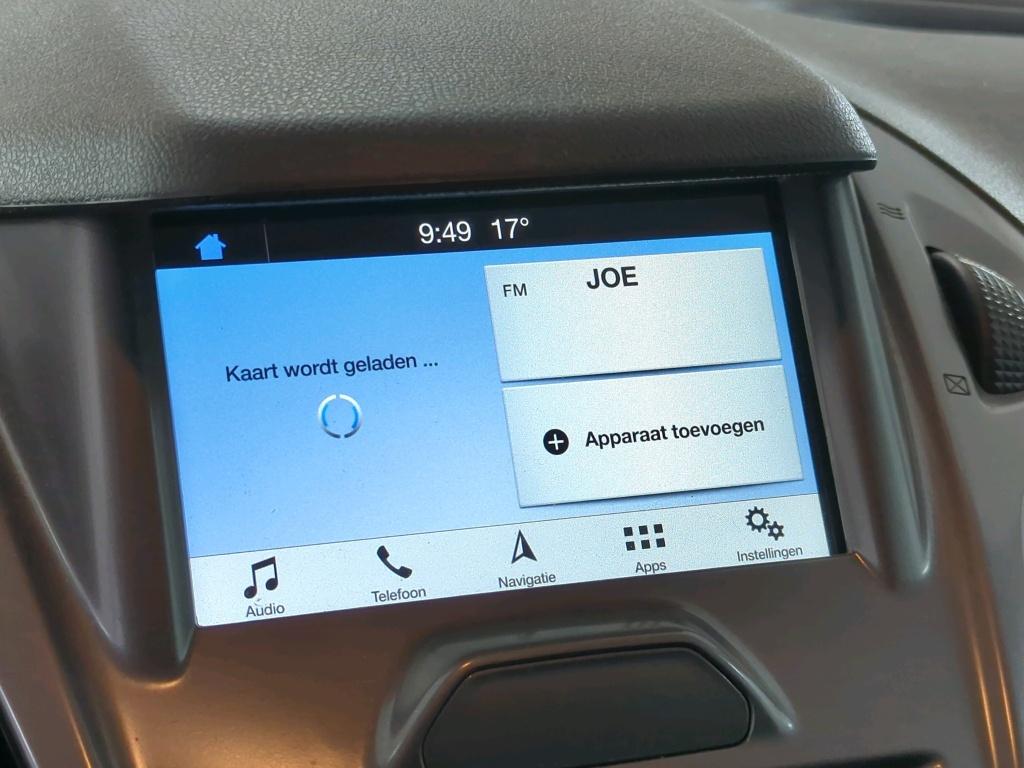 9:49 17°
FM JOE
Kaart wordt geladen ...
Apparaat toevoegen
Audio
Telefoon
Navigatie
Apps
Instellingen